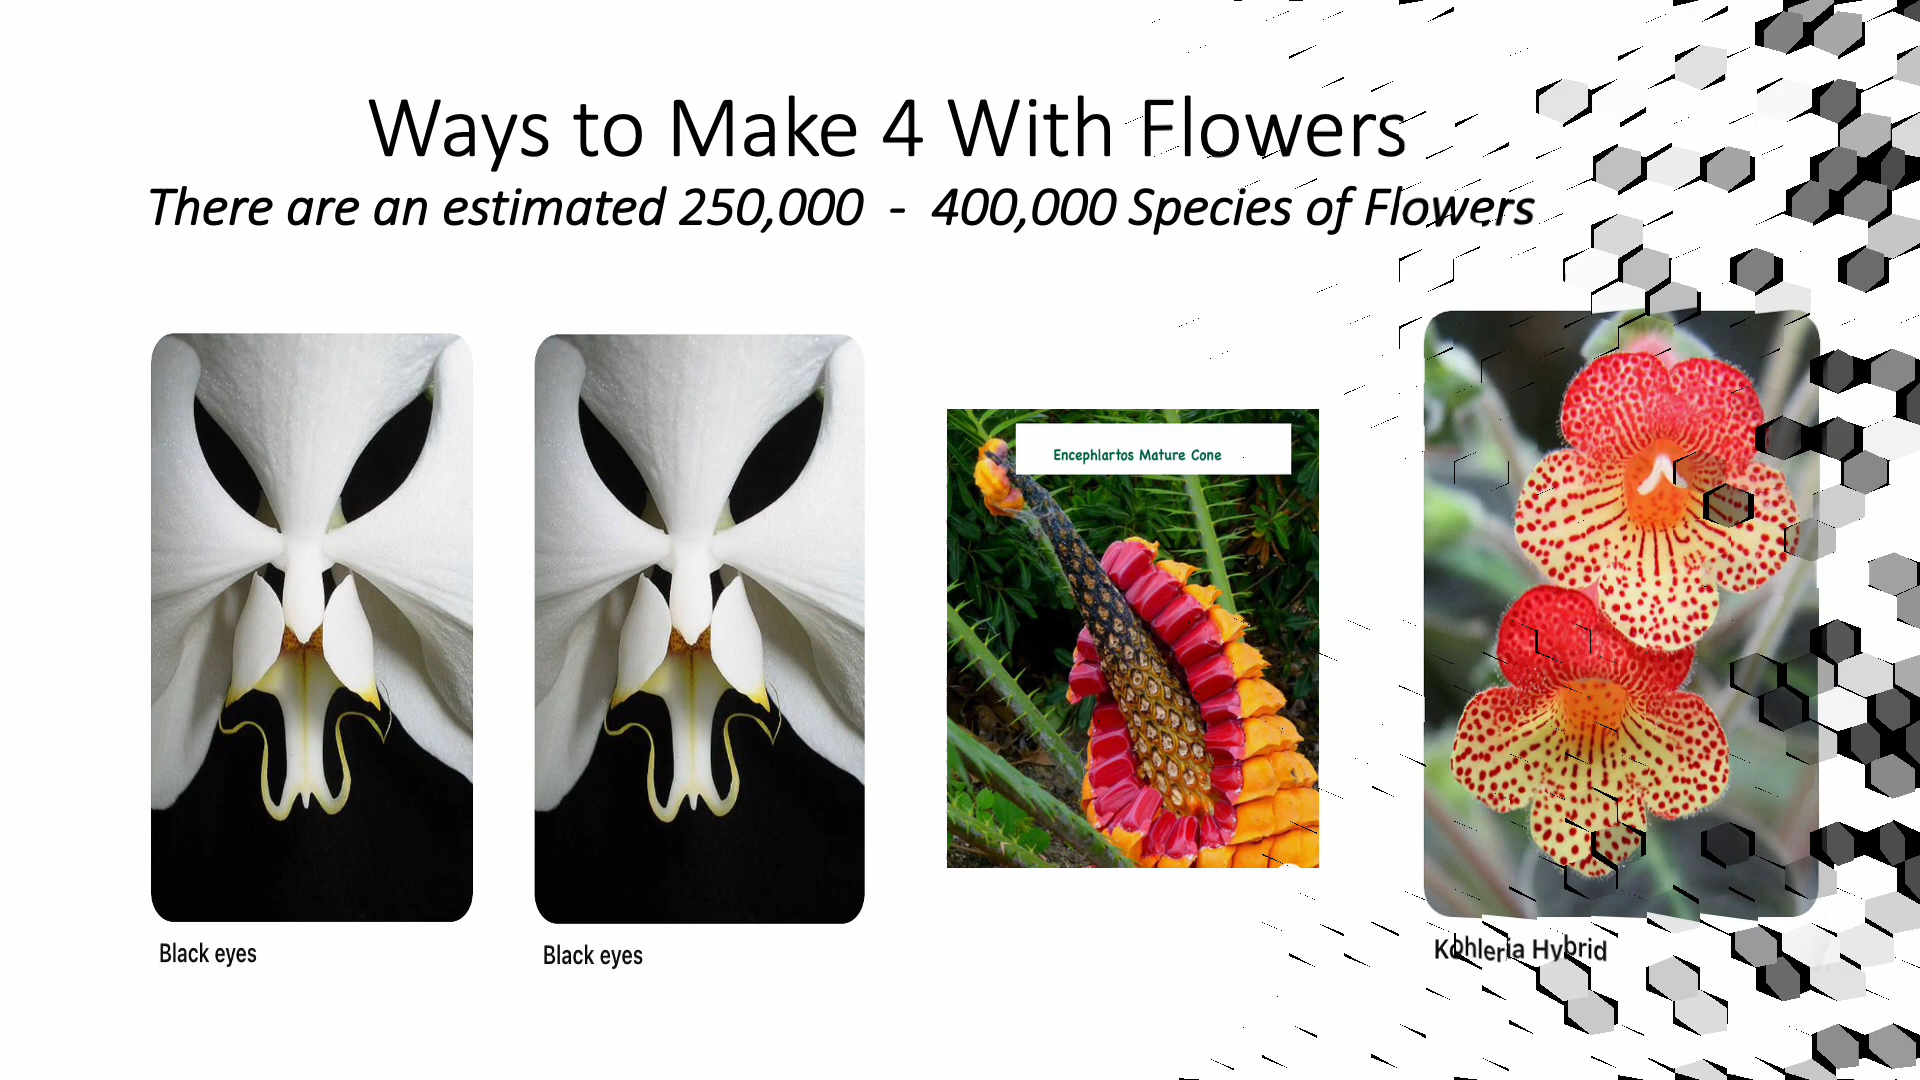 Ways to Make 4 With Flowers
There are an estimated 250,000 - 400,000 Species of Flowers
Encephlartos Mature Cone
Black eyes
Black eyes
Kohleria Hybrid